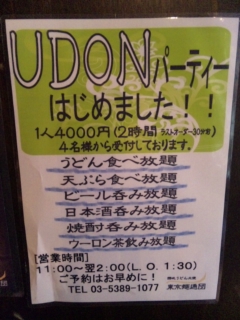 UDONパーティー
はじめました！！
1人4000円(2時間 ラストオーダー30分前)
4名様から受付しております。
うどん食べ放題
天ぷら食べ放題
ビール呑み放題
日本酒呑み放題
焼酎呑み放題
ウーロン茶飲み放題
[営業時間]
11:00〜翌2:00(L.O.1:30)
ご予約はお早めに！
TEL 03-5389-1077
東京麺通団